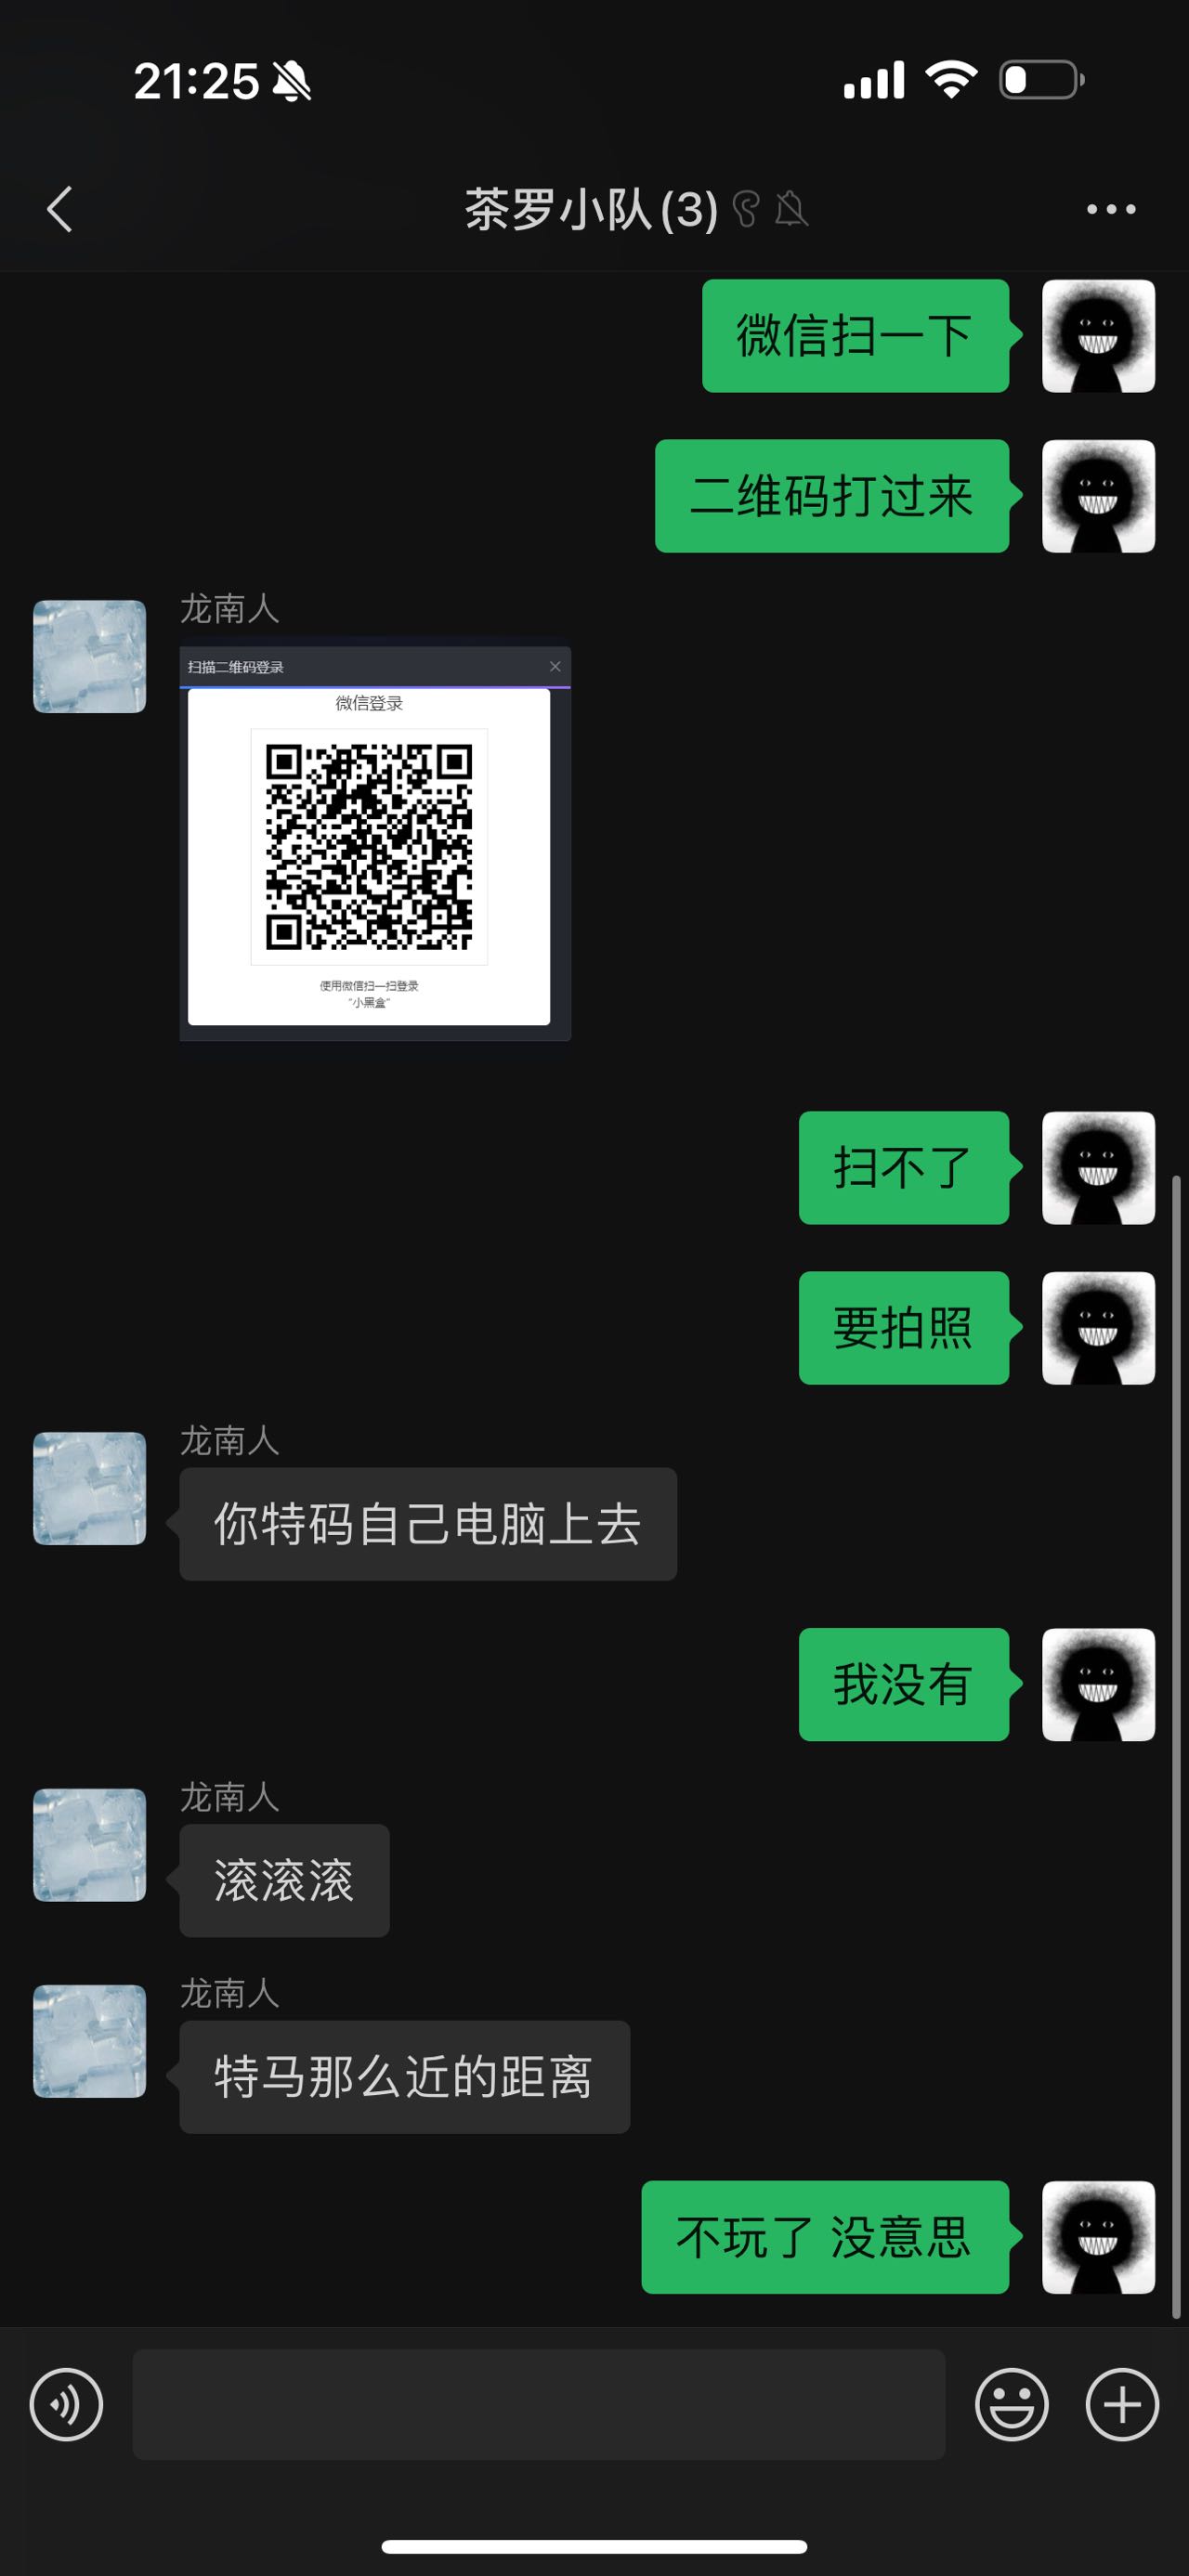 21:25
茶罗小队(3)
微信扫一下
二维码打过来
龙南人
扫描二维码登录
微信登录
使用微信扫一扫登录
“小黑盒”
扫不了
要拍照
龙南人
你特码自己电脑上去
我没有
龙南人
滚滚滚
龙南人
特马那么近的距离
不玩了 没意思